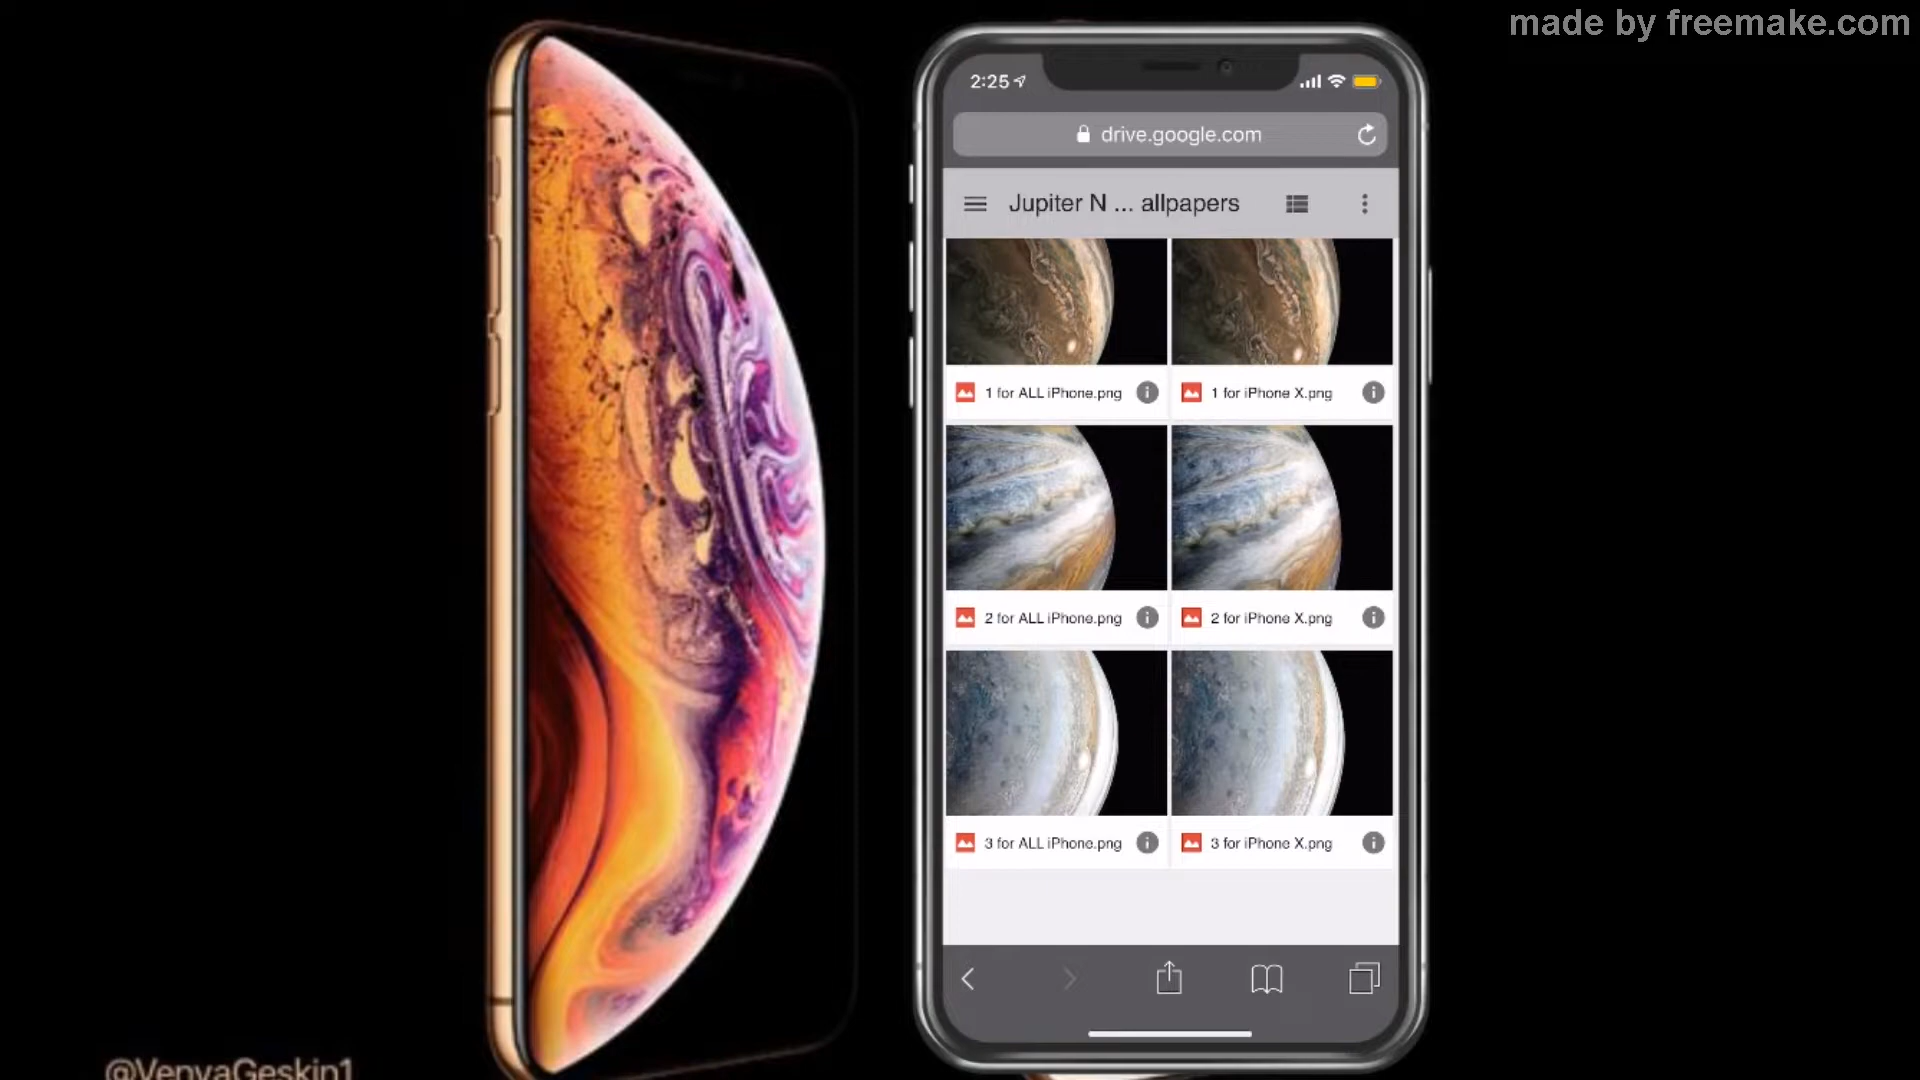 made by freemake.com
2:25
drive.google.com
Jupiter N ... allpapers
1 for ALL iPhone.png
1 for iPhone X.png
2 for ALL iPhone.png
2 for iPhone X.png
3 for ALL iPhone.png
3 for iPhone X.png
@VenyaGeskin1